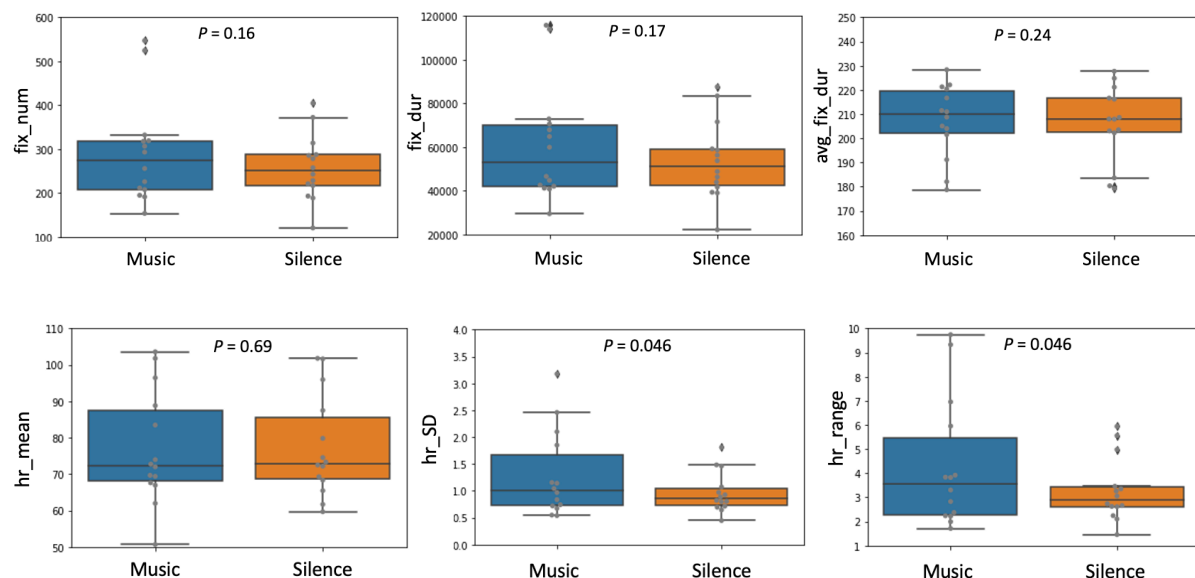 P = 0.16
fix_num
600
500
400
300
200
100
Music
Silence
P = 0.17
fix_dur
120000
100000
80000
60000
40000
20000
Music
Silence
P = 0.24
avg_fix_dur
250
240
230
220
210
200
190
180
170
160
Music
Silence
P = 0.69
hr_mean
110
100
90
80
70
60
50
Music
Silence
P = 0.046
hr_SD
4.0
3.5
3.0
2.5
2.0
1.5
1.0
0.5
0.0
Music
Silence
P = 0.046
hr_range
10
9
8
7
6
5
4
3
2
1
Music
Silence